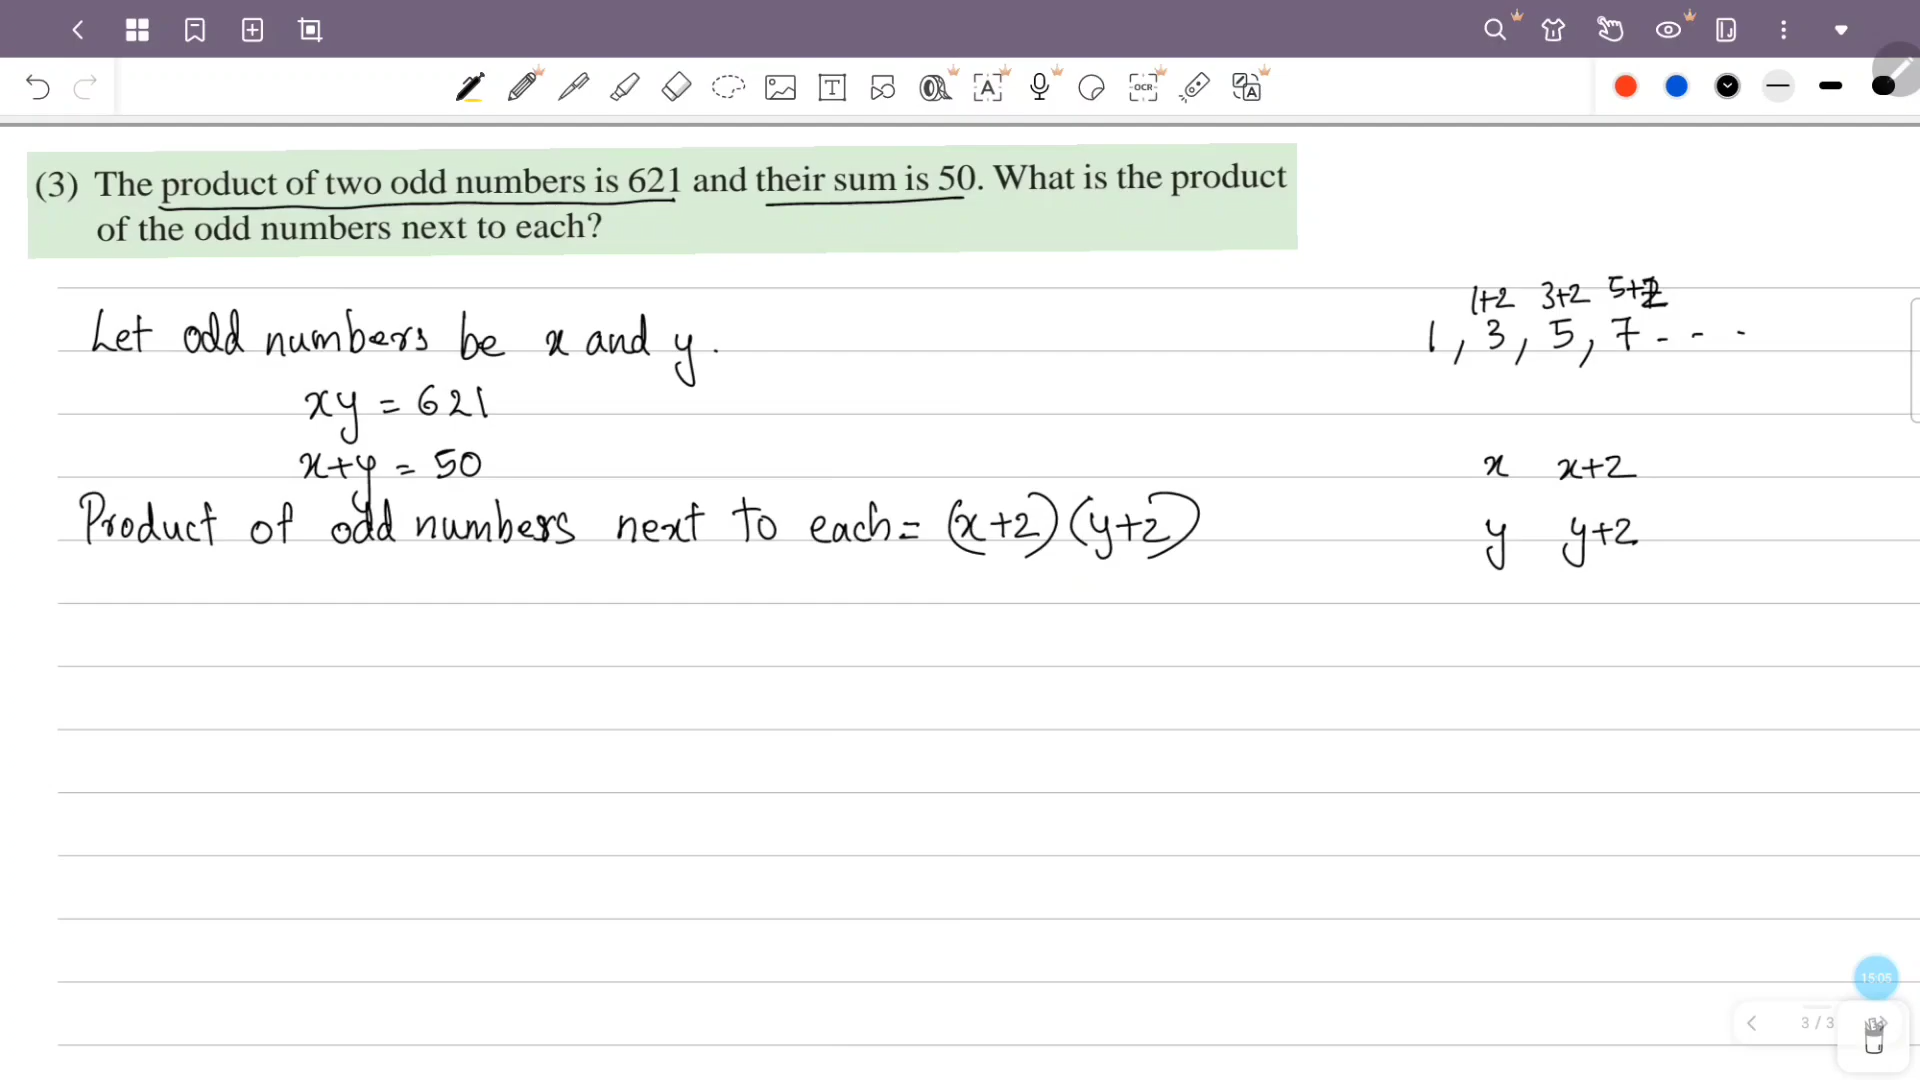 (3) The product of two odd numbers is 621 and their sum is 50. What is the product
of the odd numbers next to each?
1+2 3+2 5+2
1, 3, 5, 7 - - -
Let odd numbers be x and y.
xy = 621
x+y = 50
x x+2
Product of odd numbers next to each = (x+2)(y+2)
y y+2
15:05
3 / 3